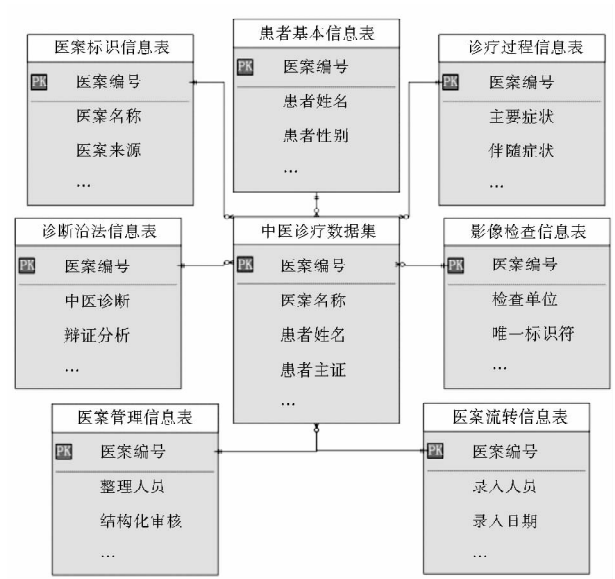 医案标识信息表
PK 医案编号
医案名称
医案来源
...
患者基本信息表
PK 医案编号
患者姓名
患者性别
...
诊疗过程信息表
PK 医案编号
主要症状
伴随症状
...
诊断治法信息表
PK 医案编号
中医诊断
辩证分析
...
中医诊疗数据集
PK 医案编号
医案名称
患者姓名
患者主证
...
影像检查信息表
PK 医案编号
检查单位
唯一标识符
...
医案管理信息表
PK 医案编号
整理人员
结构化审核
...
医案流转信息表
PK 医案编号
录入人员
录入日期
...